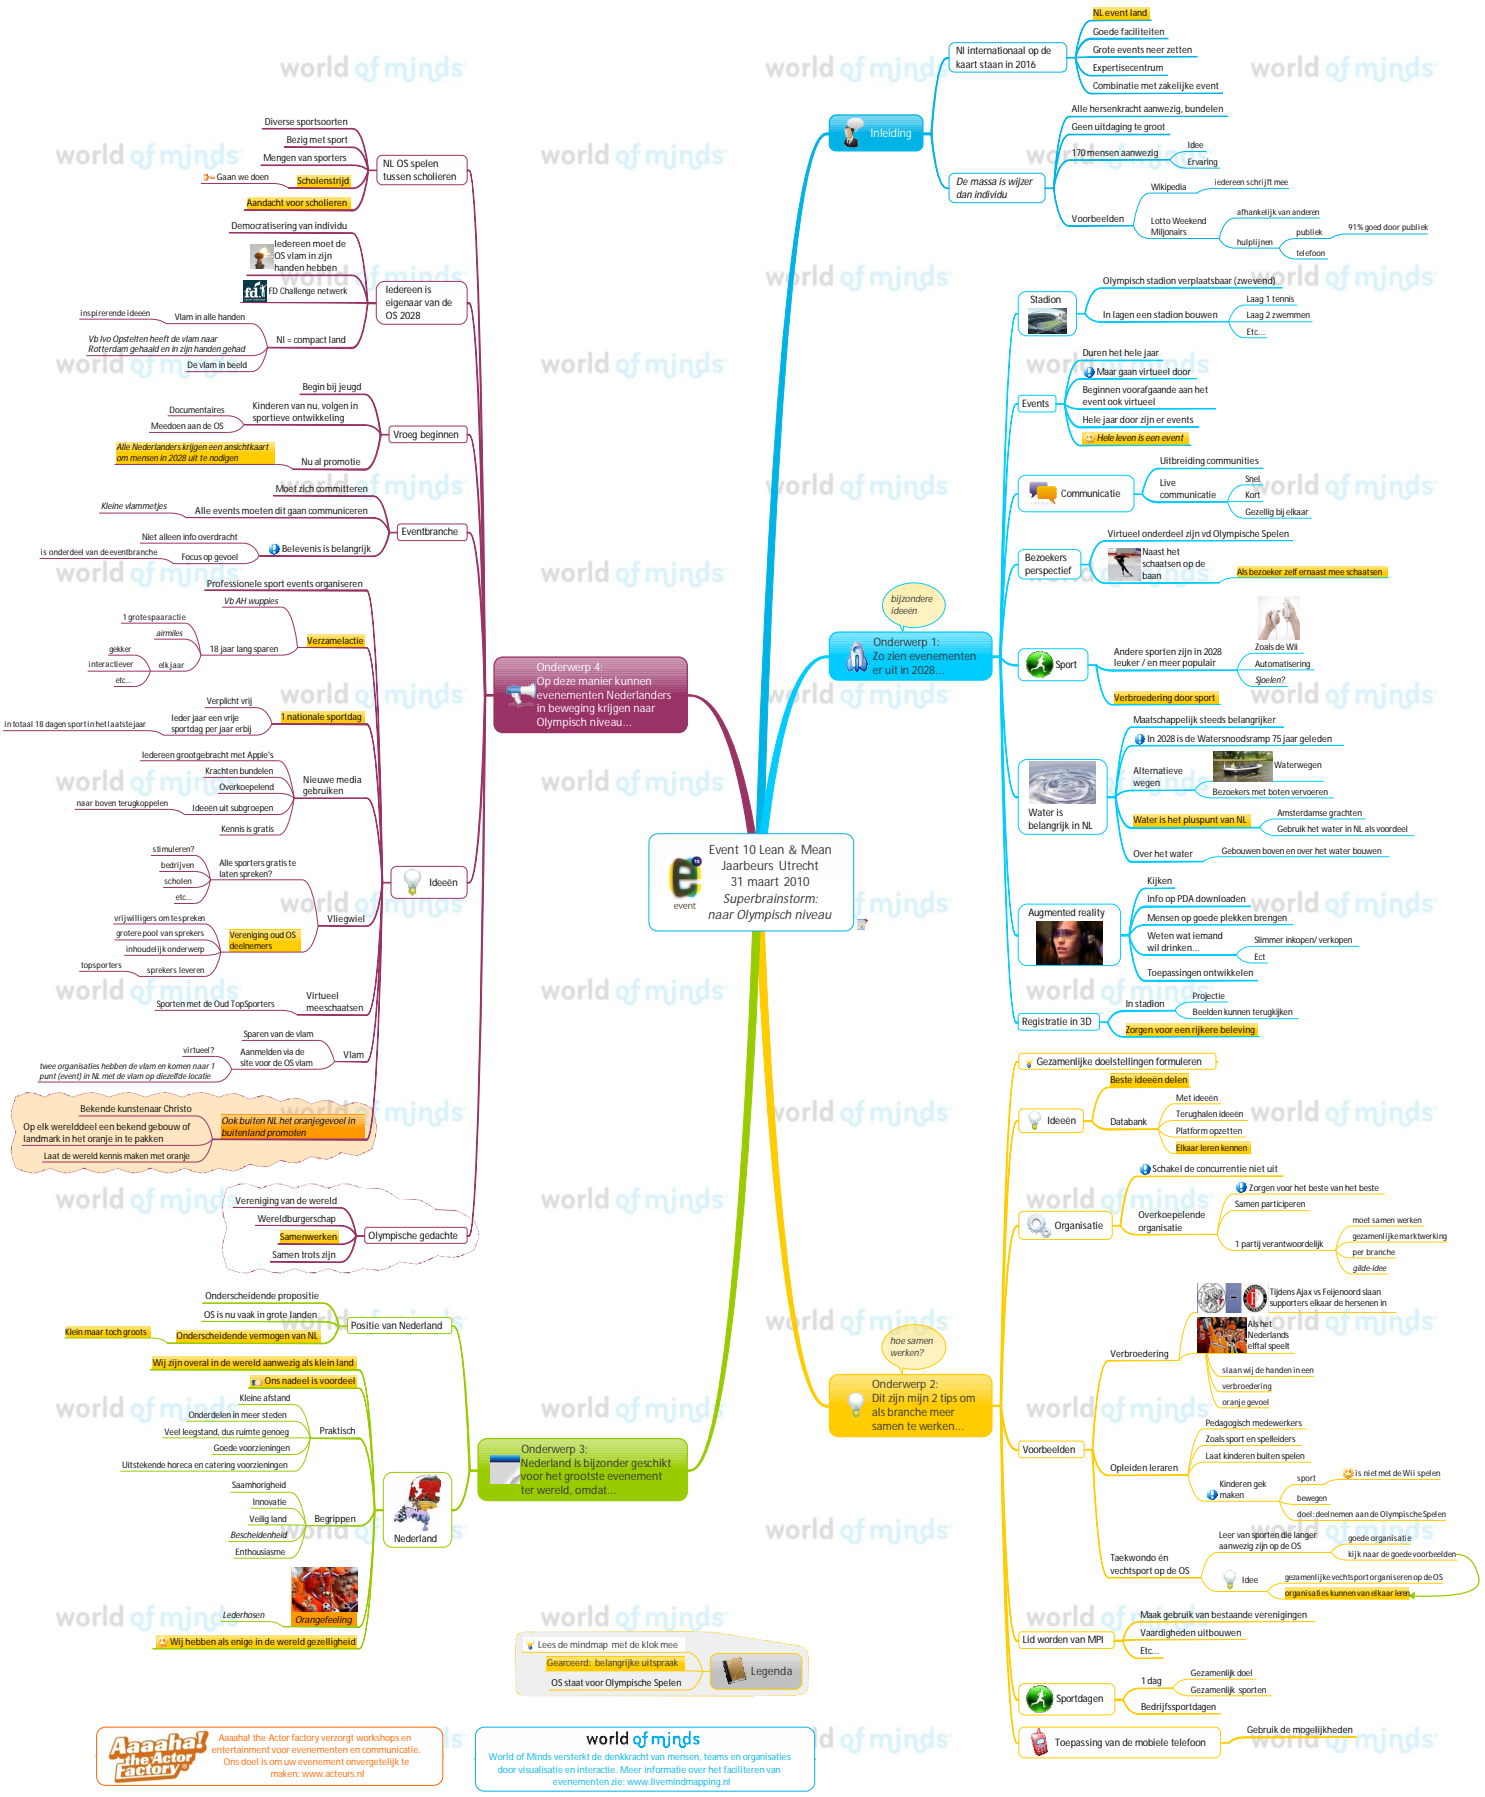 Event 10 Lean & Mean
Jaarbeurs Utrecht
31 maart 2010
Superbrainstorm:
naar Olympisch niveau
10
e
event
Inleiding
Nl internationaal op de
kaart staan in 2016
NL event land
Goede faciliteiten
Grote events neer zetten
Expertisecentrum
Combinatie met zakelijke event
De massa is wijzer
dan individu
Alle hersenkracht aanwezig, bundelen
Geen uitdaging te groot
170 mensen aanwezig
Idee
Ervaring
Voorbeelden
Wikipedia
iedereen schrijft mee
Lotto Weekend
Miljonairs
afhankelijk van anderen
hulplijnen
publiek
91% goed door publiek
telefoon
bijzondere
ideeën
Onderwerp 1:
Zo zien evenementen
er uit in 2028...
Stadion
Olympisch stadion verplaatsbaar (zwevend)
In lagen een stadion bouwen
Laag 1 tennis
Laag 2 zwemmen
Etc...
Events
Duren het hele jaar
Maar gaan virtueel door
Beginnen voorafgaande aan het
event ook virtueel
Hele jaar door zijn er events
Hele leven is een event
Communicatie
Uitbreiding communities
Live
communicatie
Snel
Kort
Gezellig bij elkaar
Bezoekers
perspectief
Virtueel onderdeel zijn vd Olympische Spelen
Naast het
schaatsen op de
baan
Als bezoeker zelf ernaast mee schaatsen
Sport
Andere sporten zijn in 2028
leuker / en meer populair
Zoals de Wii
Automatisering
Sjoelen?
Verbroedering door sport
Water is
belangrijk in NL
Maatschappelijk steeds belangrijker
In 2028 is de Watersnoodsramp 75 jaar geleden
Alternatieve
wegen
Waterwegen
Bezoekers met boten vervoeren
Water is het pluspunt van NL
Amsterdamse grachten
Gebruik het water in NL als voordeel
Over het water
Gebouwen boven en over het water bouwen
Augmented reality
Kijken
Info op PDA downloaden
Mensen op goede plekken brengen
Weten wat iemand
wil drinken...
Slimmer inkopen/ verkopen
Ect
Toepassingen ontwikkelen
Registratie in 3D
In stadion
Projectie
Beelden kunnen terugkijken
Zorgen voor een rijkere beleving
hoe samen
werken?
Onderwerp 2:
Dit zijn mijn 2 tips om
als branche meer
samen te werken...
Gezamenlijke doelstellingen formuleren
Ideeën
Beste ideeën delen
Databank
Met ideeën
Terughalen ideeën
Platform opzetten
Elkaar leren kennen
Organisatie
Schakel de concurrentie niet uit
Overkoepelende
organisatie
Zorgen voor het beste van het beste
Samen participeren
1 partij verantwoordelijk
moet samen werken
gezamenlijke marktwerking
per branche
gilde-idee
Voorbeelden
Verbroedering
Tijdens Ajax vs Feijenoord slaan
supporters elkaar de hersenen in
Als het
Nederlands
elftal speelt
slaan wij de handen in een
verbroedering
oranje gevoel
Opleiden leraren
Pedagogisch medewerkers
Zoals sport en spelleiders
Laat kinderen buiten spelen
Kinderen gek
maken
sport
is niet met de Wii spelen
bewegen
doel: deelnemen aan de Olympische Spelen
Taekwondo én
vechtsport op de OS
Leer van sporten die langer
aanwezig zijn op de OS
goede organisatie
kijk naar de goede voorbeelden
Idee
gezamenlijke vechtsport organiseren op de OS
organisaties kunnen van elkaar leren
Lid worden van MPI
Maak gebruik van bestaande verenigingen
Vaardigheden uitbouwen
Etc...
Sportdagen
1 dag
Gezamenlijk doel
Gezamenlijk sporten
Bedrijfssportdagen
Toepassing van de mobiele telefoon
Gebruik de mogelijkheden
Onderwerp 3:
Nederland is bijzonder geschikt
voor het grootste evenement
ter wereld, omdat...
Positie van Nederland
Onderscheidende propositie
OS is nu vaak in grote landen
Onderscheidende vermogen van NL
Klein maar toch groots
Nederland
Wij zijn overal in de wereld aanwezig als klein land
Ons nadeel is voordeel
Praktisch
Kleine afstand
Onderdelen in meer steden
Veel leegstand, dus ruimte genoeg
Goede voorzieningen
Uitstekende horeca en catering voorzieningen
Begrippen
Saamhorigheid
Innovatie
Veilig land
Bescheidenheid
Enthousiasme
Orangefeeling
Lederhosen
Wij hebben als enige in de wereld gezelligheid
Onderwerp 4:
Op deze manier kunnen
evenementen Nederlanders
in beweging krijgen naar
Olympisch niveau...
NL OS spelen
tussen scholieren
Diverse sportsoorten
Bezig met sport
Mengen van sporters
Scholenstrijd
Gaan we doen
Aandacht voor scholieren
Iedereen is
eigenaar van de
OS 2028
Democratisering van individu
Iedereen moet de
OS vlam in zijn
handen hebben
fd.
FD Challenge netwerk
Nl = compact land
Vlam in alle handen
inspirerende ideeën
Vb Ivo Opstelten heeft de vlam naar
Rotterdam gehaald en in zijn handen gehad
De vlam in beeld
Vroeg beginnen
Begin bij jeugd
Kinderen van nu, volgen in
sportieve ontwikkeling
Documentaires
Meedoen aan de OS
Nu al promotie
Alle Nederlanders krijgen een ansichtkaart
om mensen in 2028 uit te nodigen
Eventbranche
Moet zich committeren
Alle events moeten dit gaan communiceren
Kleine vlammetjes
Belevenis is belangrijk
Niet alleen info overdracht
Focus op gevoel
is onderdeel van de eventbranche
Ideeën
Professionele sport events organiseren
Verzamelactie
Vb AH wuppies
18 jaar lang sparen
1 grote spaaractie
airmiles
elk jaar
gekker
interactiever
etc...
1 nationale sportdag
Verplicht vrij
Ieder jaar een vrije
sportdag per jaar erbij
in totaal 18 dagen sport in het laatste jaar
Nieuwe media
gebruiken
Iedereen grootgebracht met Apple's
Krachten bundelen
Overkoepelend
Ideeën uit subgroepen
naar boven terugkoppelen
Kennis is gratis
Vliegwiel
Alle sporters gratis te
laten spreken?
stimuleren?
bedrijven
scholen
etc...
Vereniging oud OS
deelnemers
vrijwilligers om te spreken
grotere pool van sprekers
inhoudelijk onderwerp
sprekers leveren
topsporters
Virtueel
meeschaatsen
Sporten met de Oud TopSporters
Vlam
Sparen van de vlam
Aanmelden via de
site voor de OS vlam
virtueel?
twee organisaties hebben de vlam en komen naar 1
punt (event) in NL met de vlam op diezelfde locatie
Ook buiten NL het oranjegevoel in
buitenland promoten
Bekende kunstenaar Christo
Op elk werelddeel een bekend gebouw of
landmark in het oranje in te pakken
Laat de wereld kennis maken met oranje
Olympische gedachte
Vereniging van de wereld
Wereldburgerschap
Samenwerken
Samen trots zijn
Legenda
Lees de mindmap met de klok mee
Gearceerd: belangrijke uitspraak
OS staat voor Olympische Spelen
Aaaaha!
the Actor
Factory
Aaaaha! the Actor factory verzorgt workshops en
entertainment voor evenementen en communicatie.
Ons doel is om uw evenement onvergetelijk te
maken: www.acteurs.nl
world of minds
World of Minds versterkt de denkkracht van mensen, teams en organisaties
door visualisatie en interactie. Meer informatie over het faciliteren van
evenementen zie: www.livemindmapping.nl